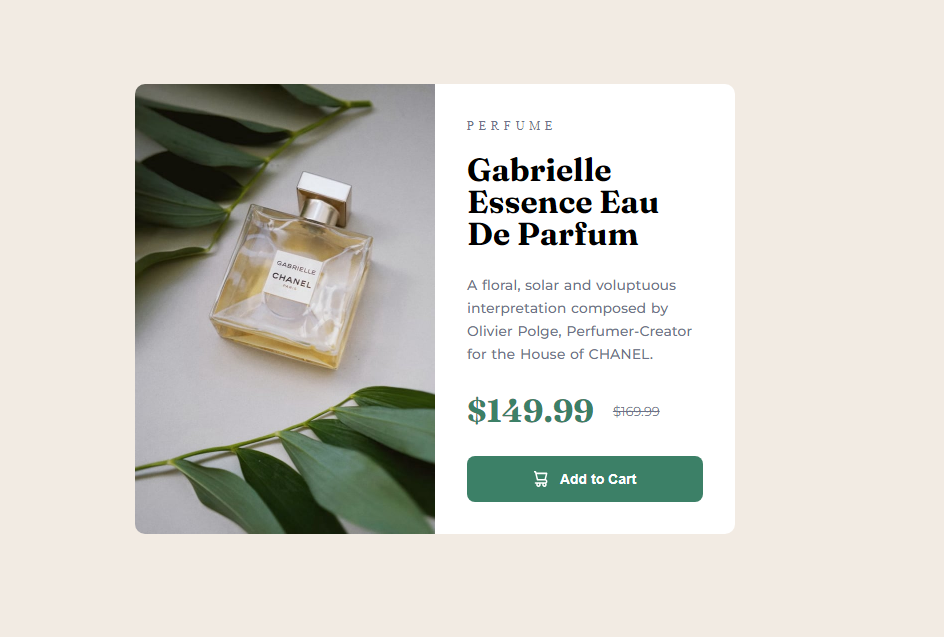 GABRIELLE
CHANEL
PARIS
PERFUME
Gabrielle
Essence Eau
De Parfum
A floral, solar and voluptuous
interpretation composed by
Olivier Polge, Perfumer-Creator
for the House of CHANEL.
$149.99 $169.99
Add to Cart